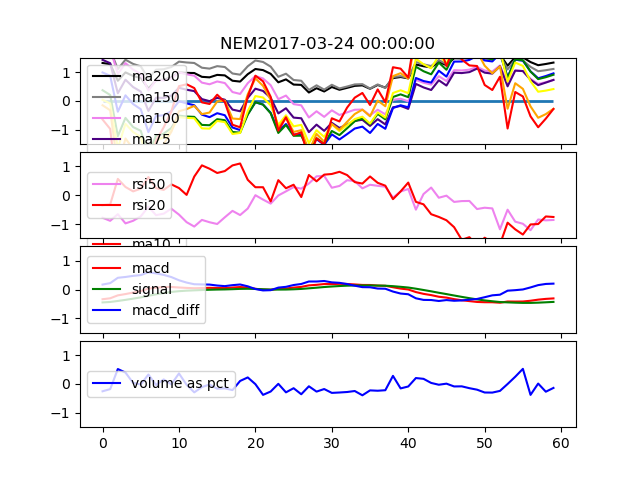 NEM2017-03-24 00:00:00
1
0
−1
ma200
ma150
ma100
ma75
ma10
1
0
−1
rsi50
rsi20
1
0
−1
macd
signal
macd_diff
1
0
−1
volume as pct
0 10 20 30 40 50 60